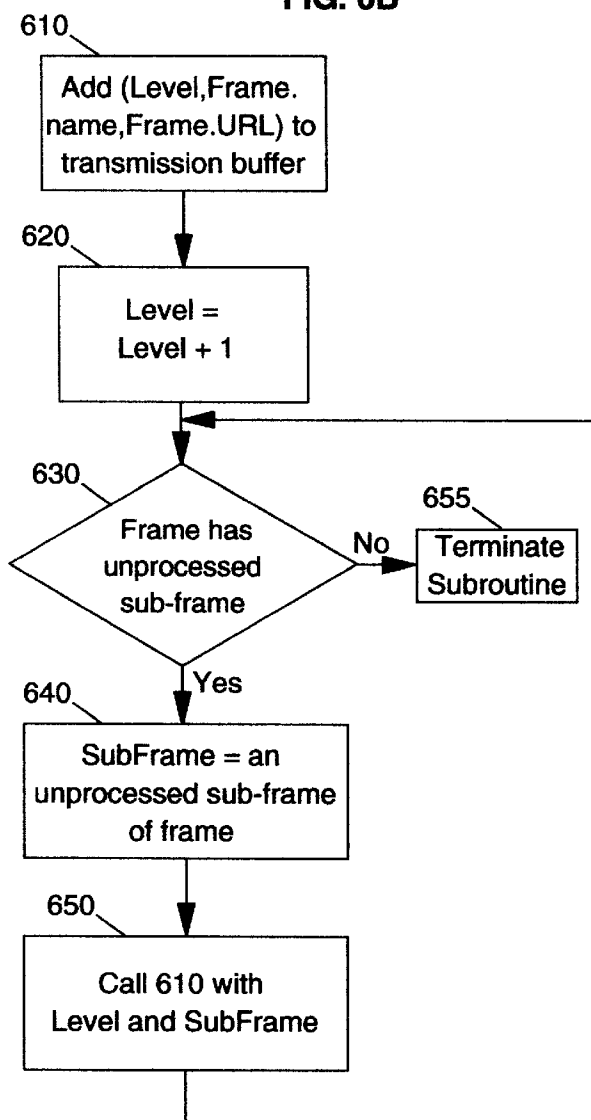 610
Add (Level,Frame.
name,Frame.URL) to
transmission buffer
620
Level =
Level + 1
630
Frame has
unprocessed
sub-frame
No
655
Terminate
Subroutine
Yes
640
SubFrame = an
unprocessed sub-frame
of frame
650
Call 610 with
Level and SubFrame